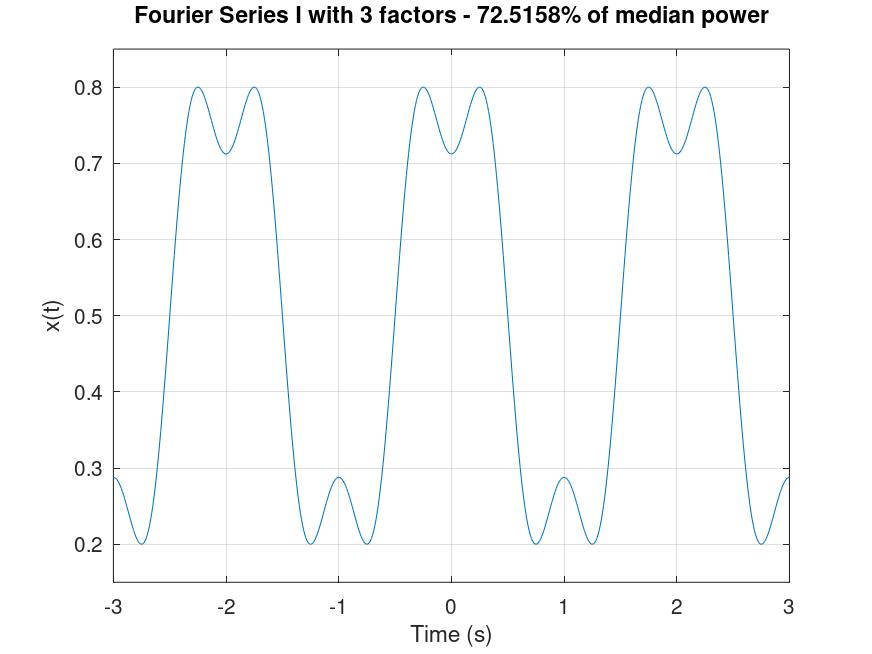 Fourier Series I with 3 factors - 72.5158% of median power
0.8
0.7
0.6
0.5
0.4
0.3
0.2
x(t)
-3 -2 -1 0 1 2 3
Time (s)